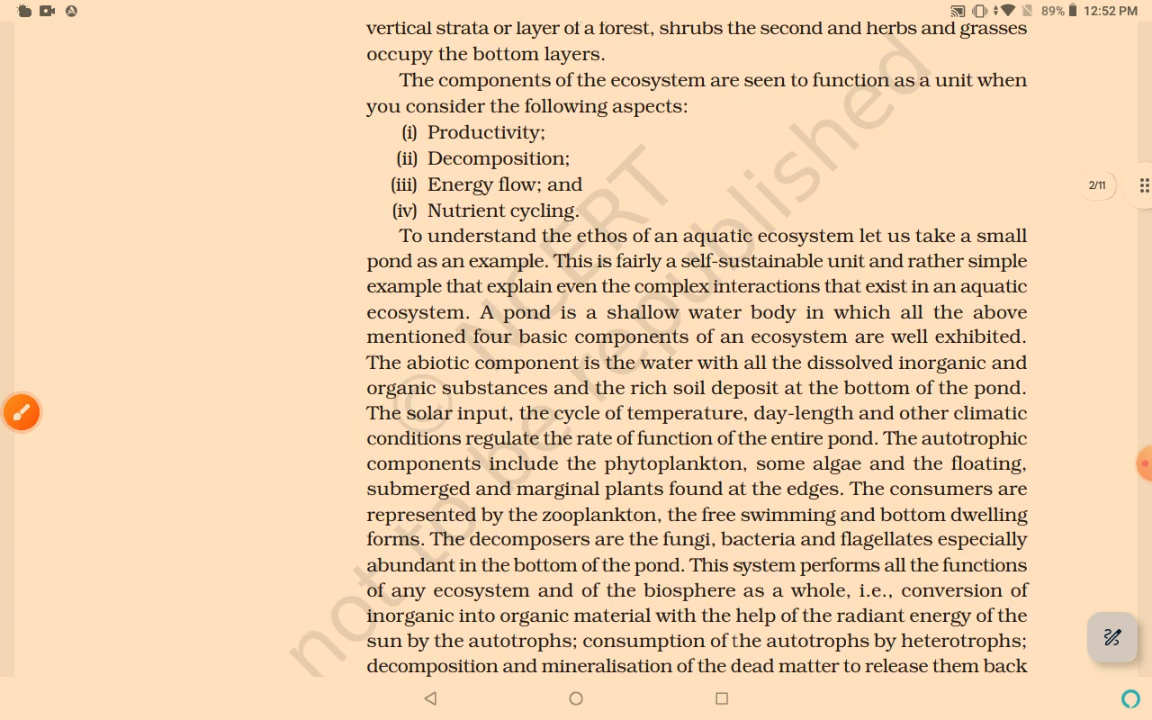 89% 12:52 PM
vertical strata or layer of a forest, shrubs the second and herbs and grasses
occupy the bottom layers.
The components of the ecosystem are seen to function as a unit when
you consider the following aspects:
(i) Productivity;
(ii) Decomposition;
(iii) Energy flow; and
(iv) Nutrient cycling.
2/11
To understand the ethos of an aquatic ecosystem let us take a small
pond as an example. This is fairly a self-sustainable unit and rather simple
example that explain even the complex interactions that exist in an aquatic
ecosystem. A pond is a shallow water body in which all the above
mentioned four basic components of an ecosystem are well exhibited.
The abiotic component is the water with all the dissolved inorganic and
organic substances and the rich soil deposit at the bottom of the pond.
The solar input, the cycle of temperature, day-length and other climatic
conditions regulate the rate of function of the entire pond. The autotrophic
components include the phytoplankton, some algae and the floating,
submerged and marginal plants found at the edges. The consumers are
represented by the zooplankton, the free swimming and bottom dwelling
forms. The decomposers are the fungi, bacteria and flagellates especially
abundant in the bottom of the pond. This system performs all the functions
of any ecosystem and of the biosphere as a whole, i.e., conversion of
inorganic into organic material with the help of the radiant energy of the
sun by the autotrophs; consumption of the autotrophs by heterotrophs;
decomposition and mineralisation of the dead matter to release them back
© NCERT
not to be republished